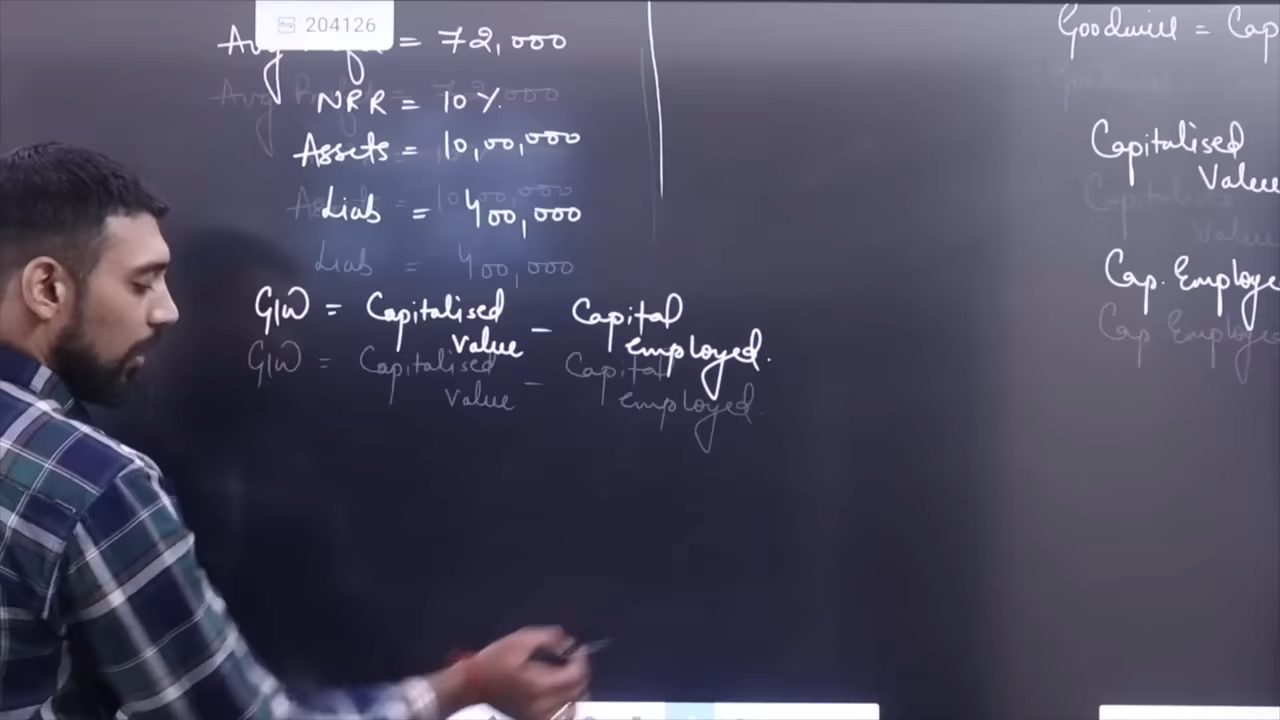 204126
Avg = 72,000
NRR = 10%
Assets = 10,00,000
Liab = 400,000
G/W = Capitalised Value - Capital employed.
Goodwill = Cap
Capitalised
Value
Cap. Employe